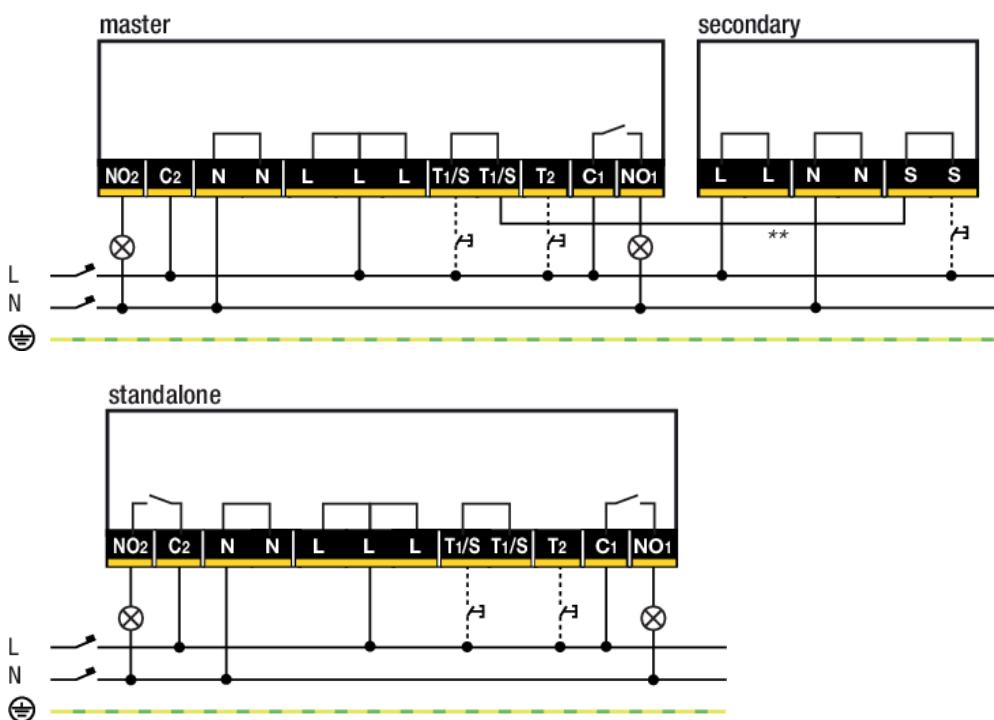 master secondary
NO2 C2 N N L L L T1/S T1/S T2 C1 NO1 L L N N S S
**
L
N
standalone
NO2 C2 N N L L L T1/S T1/S T2 C1 NO1
L
N